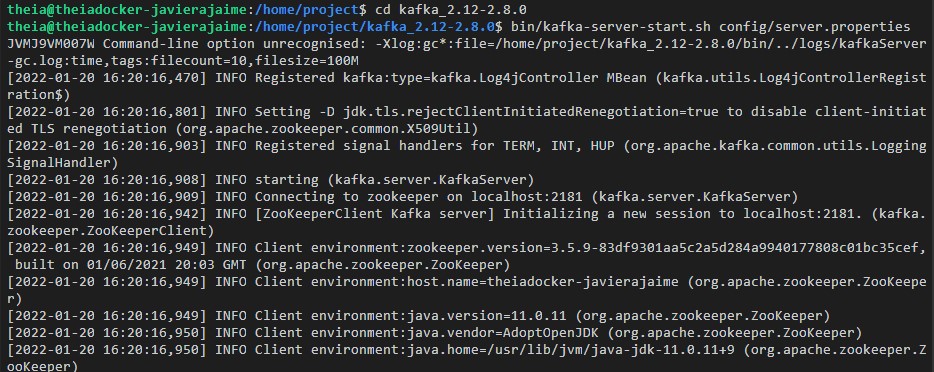 theia@theiadocker-javierajaime:/home/project$ cd kafka_2.12-2.8.0
theia@theiadocker-javierajaime:/home/project/kafka_2.12-2.8.0$ bin/kafka-server-start.sh config/server.properties
JVMJ9VM007W Command-line option unrecognised: -Xlog:gc*:file=/home/project/kafka_2.12-2.8.0/bin/../logs/kafkaServer
-gc.log:time,tags:filecount=10,filesize=100M
[2022-01-20 16:20:16,470] INFO Registered kafka:type=kafka.Log4jController MBean (kafka.utils.Log4jControllerRegist
ration$)
[2022-01-20 16:20:16,801] INFO Setting -D jdk.tls.rejectClientInitiatedRenegotiation=true to disable client-initiat
ed TLS renegotiation (org.apache.zookeeper.common.X509Util)
[2022-01-20 16:20:16,903] INFO Registered signal handlers for TERM, INT, HUP (org.apache.kafka.common.utils.Logging
SignalHandler)
[2022-01-20 16:20:16,908] INFO starting (kafka.server.KafkaServer)
[2022-01-20 16:20:16,909] INFO Connecting to zookeeper on localhost:2181 (kafka.server.KafkaServer)
[2022-01-20 16:20:16,942] INFO [ZooKeeperClient Kafka server] Initializing a new session to localhost:2181. (kafka.
zookeeper.ZooKeeperClient)
[2022-01-20 16:20:16,949] INFO Client environment:zookeeper.version=3.5.9-83df9301aa5c2a5d284a9940177808c01bc35cef,
 built on 01/06/2021 20:03 GMT (org.apache.zookeeper.ZooKeeper)
[2022-01-20 16:20:16,949] INFO Client environment:host.name=theiadocker-javierajaime (org.apache.zookeeper.ZooKeepe
r)
[2022-01-20 16:20:16,949] INFO Client environment:java.version=11.0.11 (org.apache.zookeeper.ZooKeeper)
[2022-01-20 16:20:16,950] INFO Client environment:java.vendor=AdoptOpenJDK (org.apache.zookeeper.ZooKeeper)
[2022-01-20 16:20:16,950] INFO Client environment:java.home=/usr/lib/jvm/java-jdk-11.0.11+9 (org.apache.zookeeper.Z
ooKeeper)